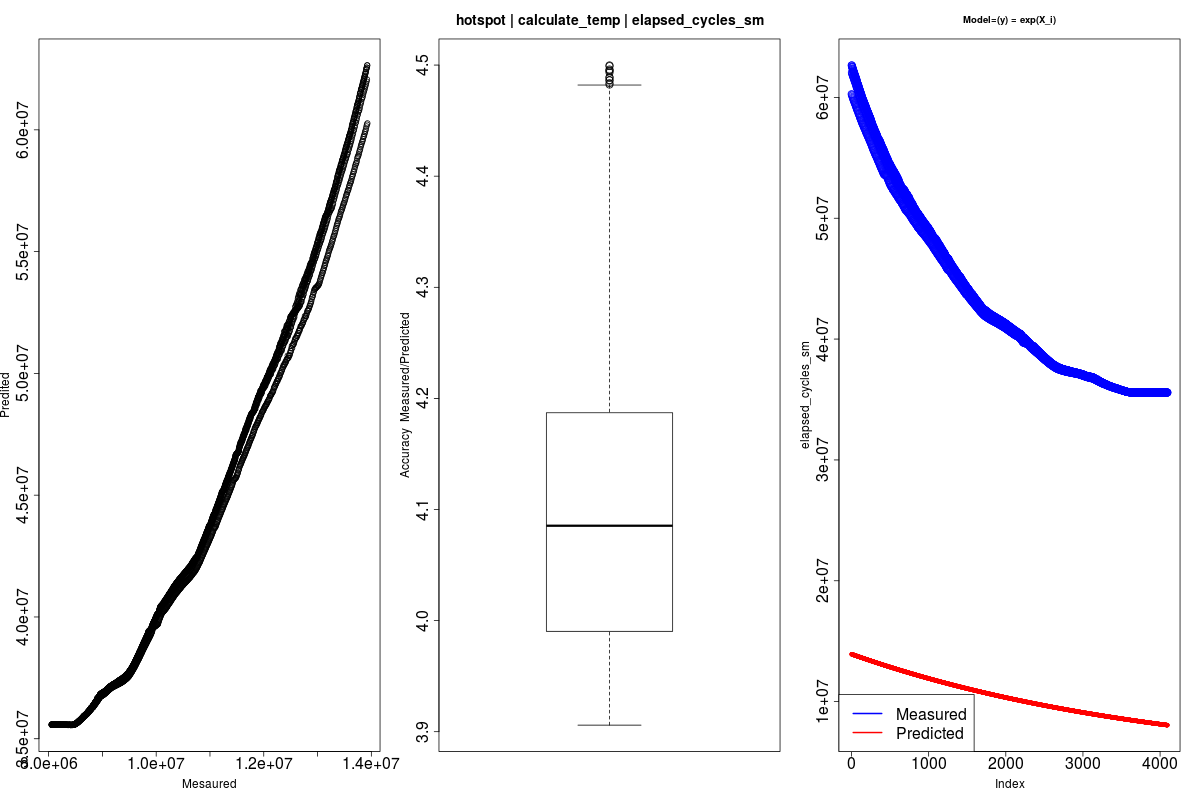 hotspot | calculate_temp | elapsed_cycles_sm
Model=(y) = exp(X_i)
Predited
3.5e+07
4.0e+07
4.5e+07
5.0e+07
5.5e+07
6.0e+07
8.0e+06 1.0e+07 1.2e+07 1.4e+07
Mesaured
Accuracy Measured/Predicted
3.9
4.0
4.1
4.2
4.3
4.4
4.5
elapsed_cycles_sm
1e+07
2e+07
3e+07
4e+07
5e+07
6e+07
Measured
Predicted
0 1000 2000 3000 4000
Index